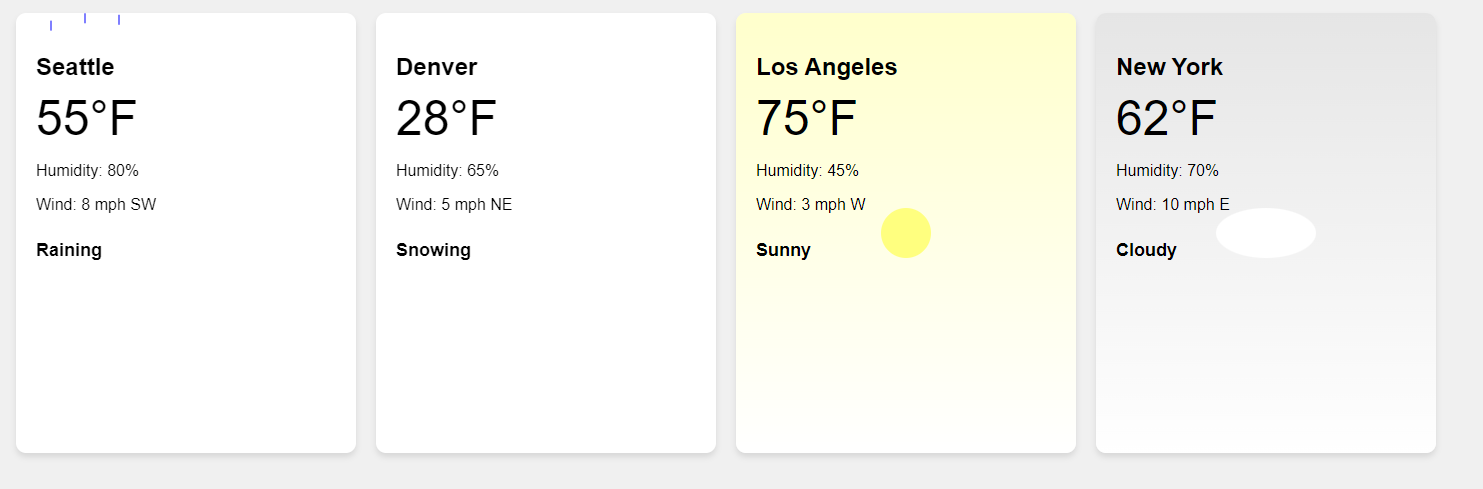 Seattle
55°F
Humidity: 80%
Wind: 8 mph SW
Raining
Denver
28°F
Humidity: 65%
Wind: 5 mph NE
Snowing
Los Angeles
75°F
Humidity: 45%
Wind: 3 mph W
Sunny
New York
62°F
Humidity: 70%
Wind: 10 mph E
Cloudy